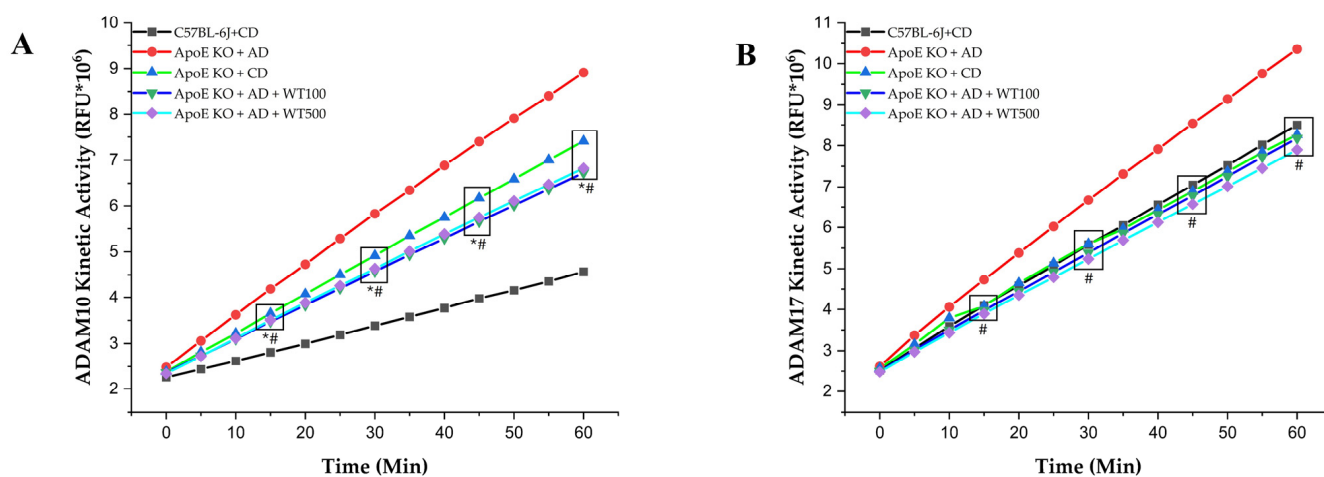 A
ADAM10 Kinetic Activity (RFU*10⁶)
10
9
8
7
6
5
4
3
2
C57BL-6J+CD
ApoE KO + AD
ApoE KO + CD
ApoE KO + AD + WT100
ApoE KO + AD + WT500
*#
*#
*#
*#
0
10
20
30
40
50
60
Time (Min)
B
ADAM17 Kinetic Activity (RFU*10⁶)
11
10
9
8
7
6
5
4
3
2
C57BL-6J+CD
ApoE KO + AD
ApoE KO + CD
ApoE KO + AD + WT100
ApoE KO + AD + WT500
#
#
#
#
0
10
20
30
40
50
60
Time (Min)